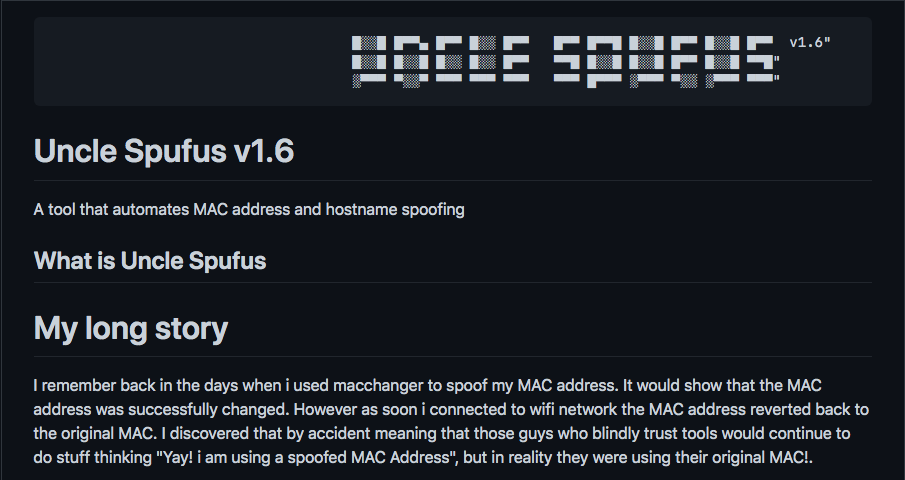 UNCLE SPUFUS v1.6"
"
"
Uncle Spufus v1.6
A tool that automates MAC address and hostname spoofing
What is Uncle Spufus
My long story
I remember back in the days when i used macchanger to spoof my MAC address. It would show that the MAC
address was successfully changed. However as soon i connected to wifi network the MAC address reverted back to
the original MAC. I discovered that by accident meaning that those guys who blindly trust tools would continue to
do stuff thinking "Yay! i am using a spoofed MAC Address", but in reality they were using their original MAC!.